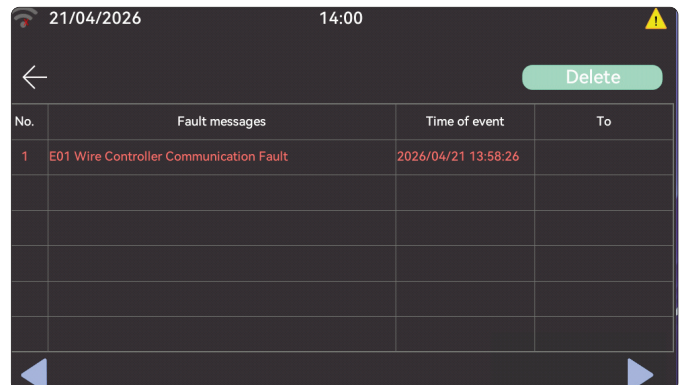 21/04/2026 14:00
Delete
No. Fault messages Time of event To
1 E01 Wire Controller Communication Fault 2026/04/21 13:58:26